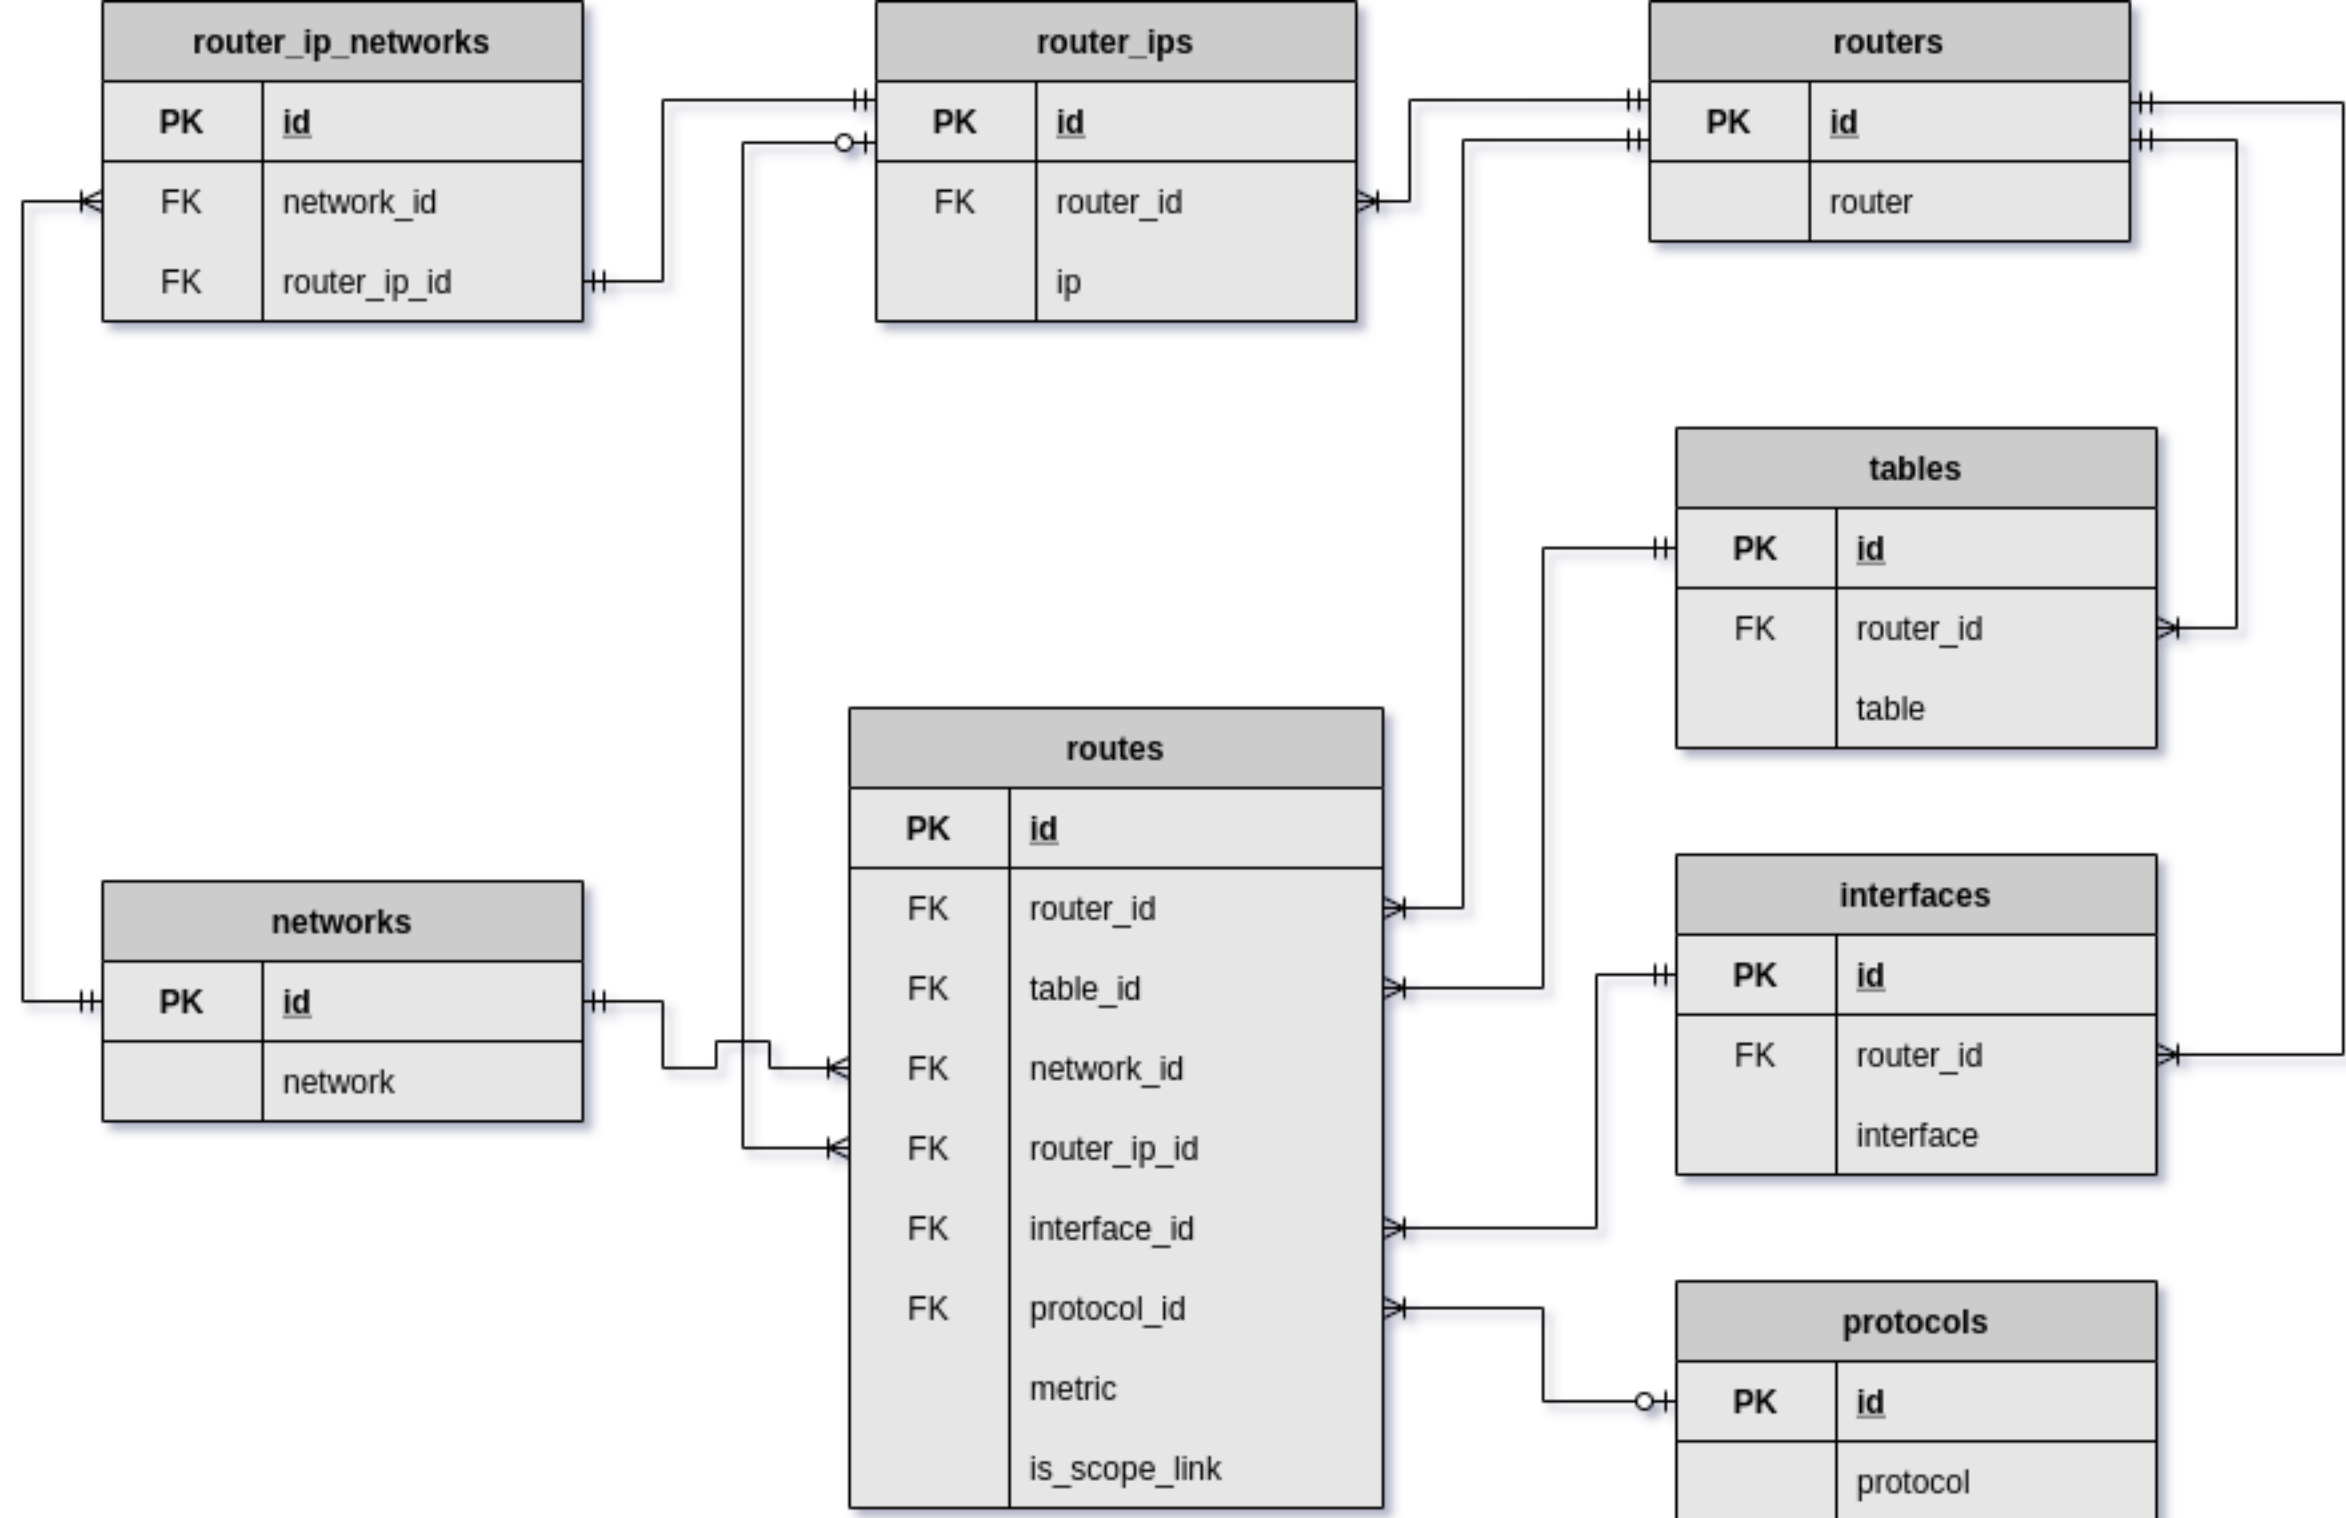 router_ip_networks
PK id
FK network_id
FK router_ip_id
router_ips
PK id
FK router_id
ip
routers
PK id
router
tables
PK id
FK router_id
table
routes
PK id
FK router_id
FK table_id
FK network_id
FK router_ip_id
FK interface_id
FK protocol_id
metric
is_scope_link
networks
PK id
network
interfaces
PK id
FK router_id
interface
protocols
PK id
protocol